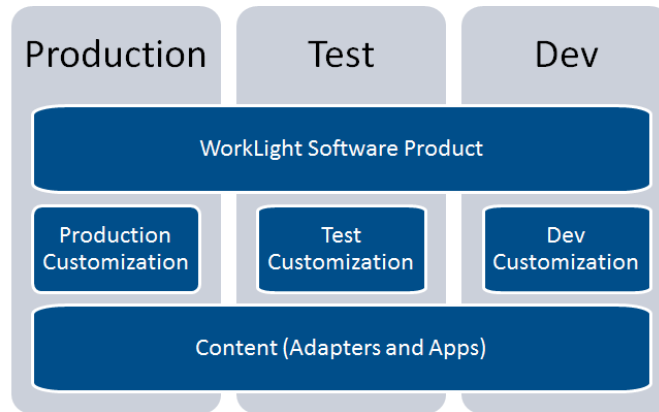 Production
Test
Dev
WorkLight Software Product
Production
Customization
Test
Customization
Dev
Customization
Content (Adapters and Apps)